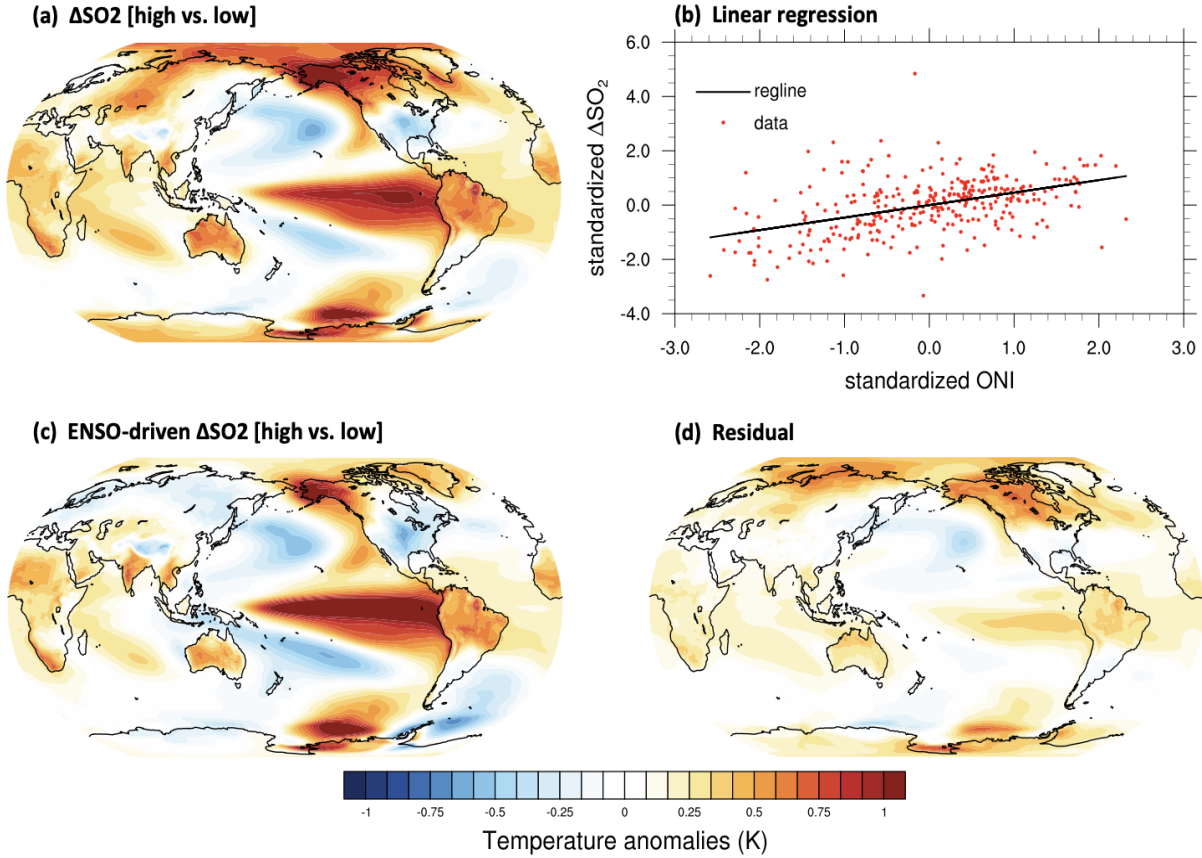 (a) ΔSO2 [high vs. low]
(b) Linear regression
6.0
4.0
2.0
0.0
-2.0
-4.0
standardized ΔSO₂
regline
data
-3.0 -2.0 -1.0 0.0 1.0 2.0 3.0
standardized ONI
(c) ENSO-driven ΔSO2 [high vs. low]
(d) Residual
-1 -0.75 -0.5 -0.25 0 0.25 0.5 0.75 1
Temperature anomalies (K)